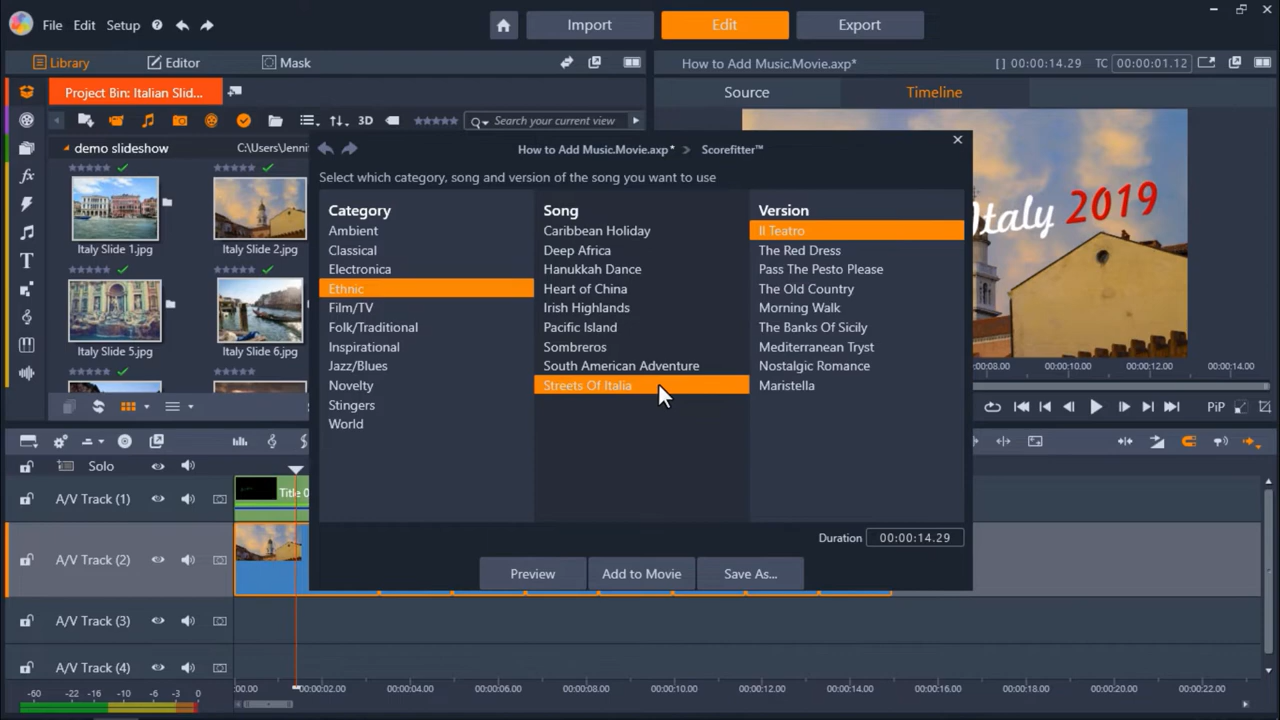 File Edit Setup
Import
Edit
Export
Library
Editor
Mask
How to Add Music.Movie.axp*
[] 00:00:14.29
TC 00:00:01.12
Project Bin: Italian Slid...
Source
Timeline
3D
Search your current view
demo slideshow
C:\Users\Jenni
Italy 2019
How to Add Music.Movie.axp* > Scorefitter™
Select which category, song and version of the song you want to use
Category
Ambient
Classical
Electronica
Ethnic
Film/TV
Folk/Traditional
Inspirational
Jazz/Blues
Novelty
Stingers
World
Song
Caribbean Holiday
Deep Africa
Hanukkah Dance
Heart of China
Irish Highlands
Pacific Island
Sombreros
South American Adventure
Streets Of Italia
Version
Il Teatro
The Red Dress
Pass The Pesto Please
The Old Country
Morning Walk
The Banks Of Sicily
Mediterranean Tryst
Nostalgic Romance
Maristella
Duration 00:00:14.29
Preview
Add to Movie
Save As...
Italy Slide 1.jpg
Italy Slide 2.jpg
Italy Slide 5.jpg
Italy Slide 6.jpg
:00:08.00 00:00:10.00 00:00:12.00
PiP
Solo
A/V Track (1)
Title 0
A/V Track (2)
A/V Track (3)
A/V Track (4)
-60 -22 -16 -10 -6 -3 0
:00.00 00:00:02.00 00:00:04.00 00:00:06.00 00:00:08.00 00:00:10.00 00:00:12.00 00:00:14.00 00:00:16.00 00:00:18.00 00:00:20.00 00:00:22.00